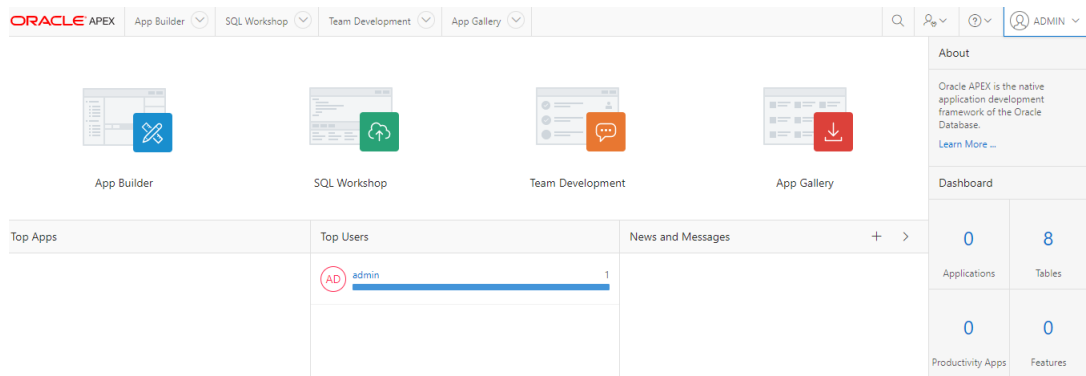 ORACLE APEX App Builder SQL Workshop Team Development App Gallery ADMIN
App Builder
SQL Workshop
Team Development
App Gallery
About
Oracle APEX is the native
application development
framework of the Oracle
Database.
Learn More ...
Dashboard
0
Applications
8
Tables
0
Productivity Apps
0
Features
Top Apps
Top Users
AD
admin
1
News and Messages